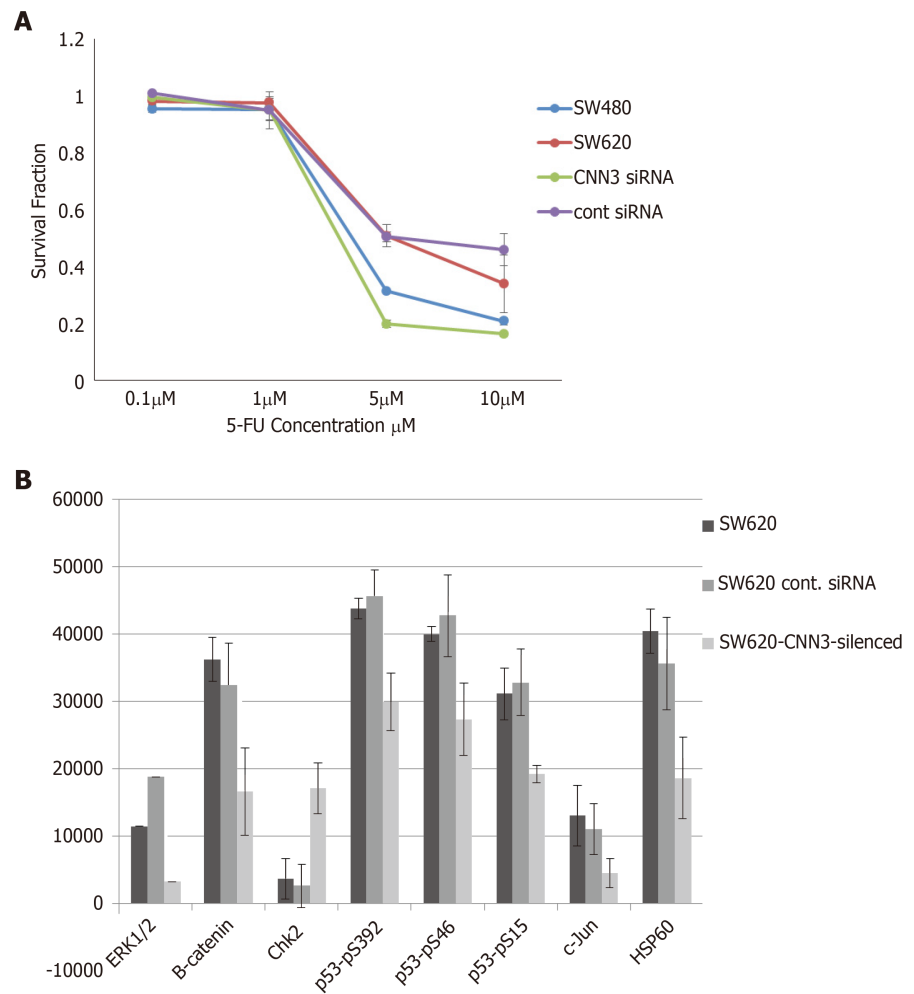 A
1.2
1
0.8
0.6
0.4
0.2
0
Survival Fraction
0.1μM 1μM 5μM 10μM
5-FU Concentration μM
SW480
SW620
CNN3 siRNA
cont siRNA
B
60000
50000
40000
30000
20000
10000
0
-10000
ERK1/2
B-catenin
Chk2
p53-pS392
p53-pS46
p53-pS15
c-Jun
HSP60
SW620
SW620 cont. siRNA
SW620-CNN3-silenced